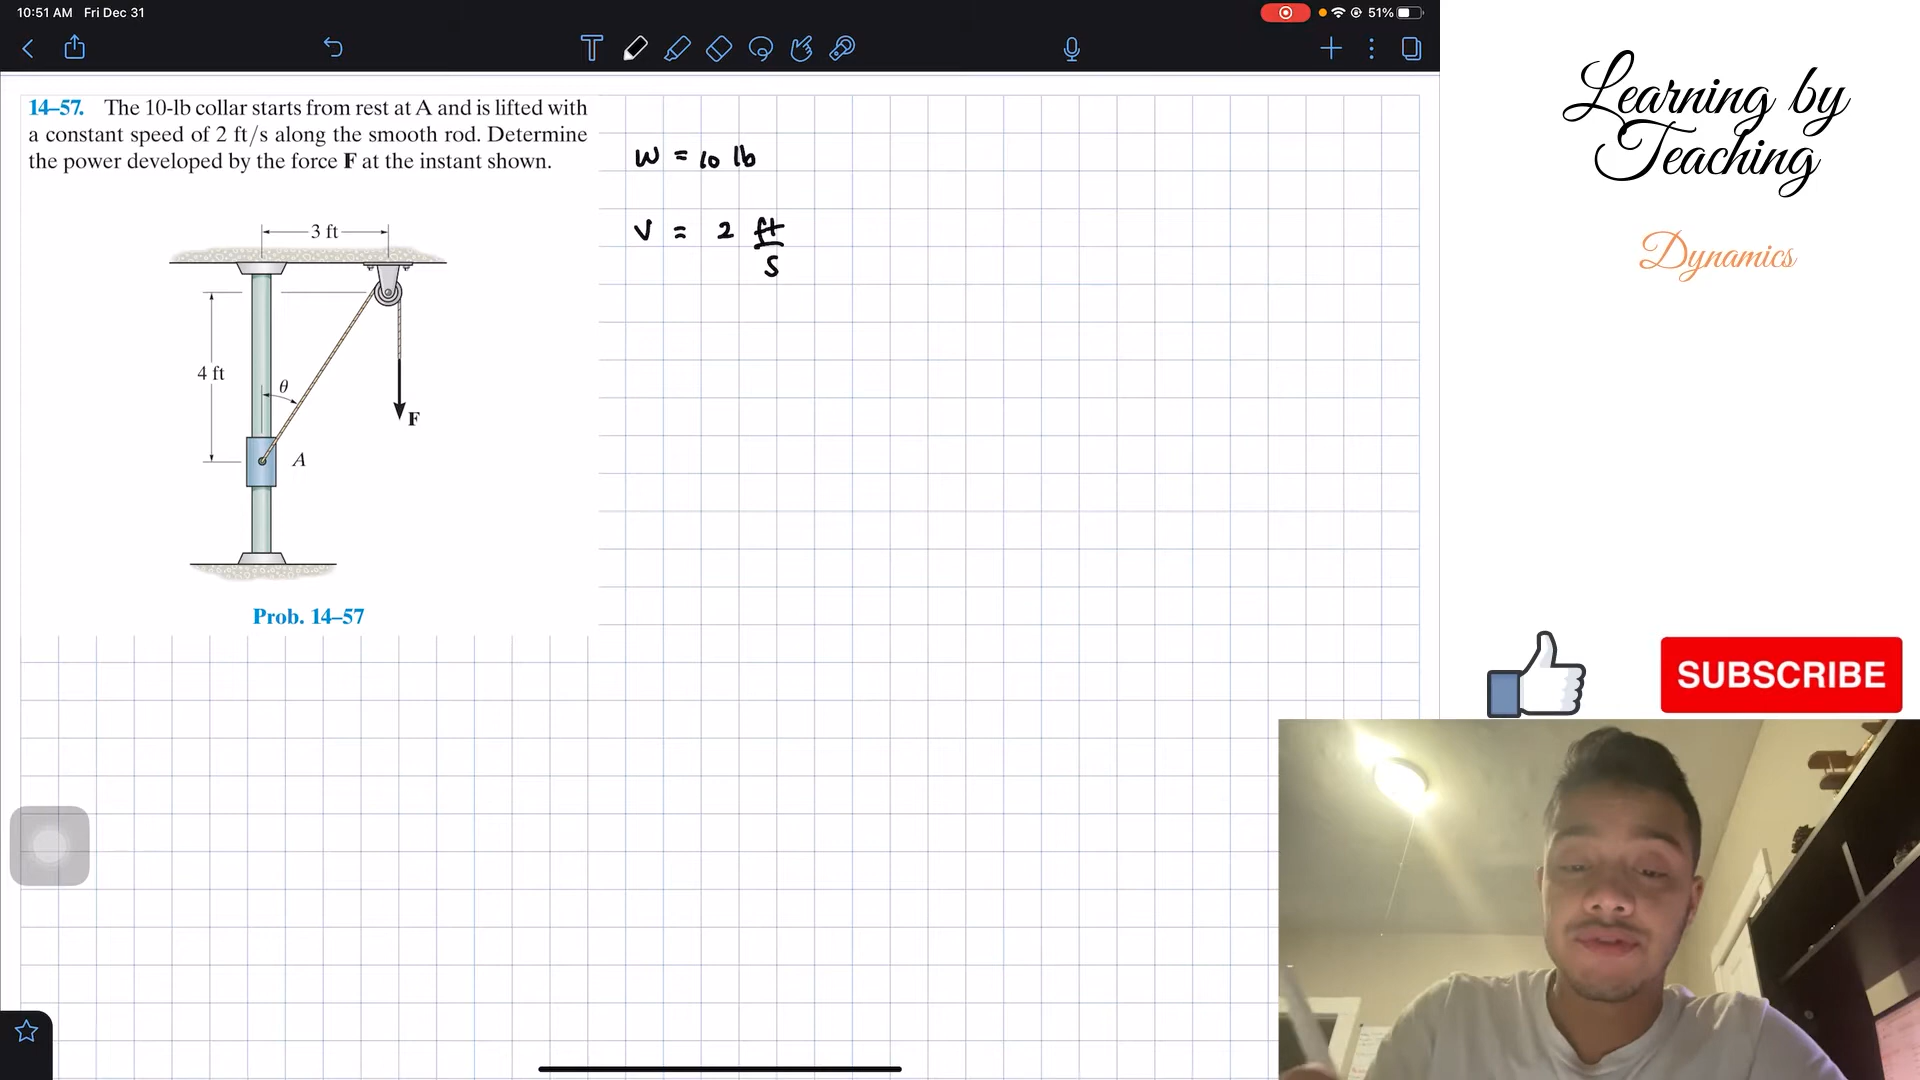 10:51 AM Fri Dec 31
51%
14–57. The 10-lb collar starts from rest at A and is lifted with
a constant speed of 2 ft/s along the smooth rod. Determine
the power developed by the force F at the instant shown.
W = 10 lb
V = 2 ft
s
3 ft
4 ft
θ
F
A
Prob. 14–57
Learning by
Teaching
Dynamics
SUBSCRIBE